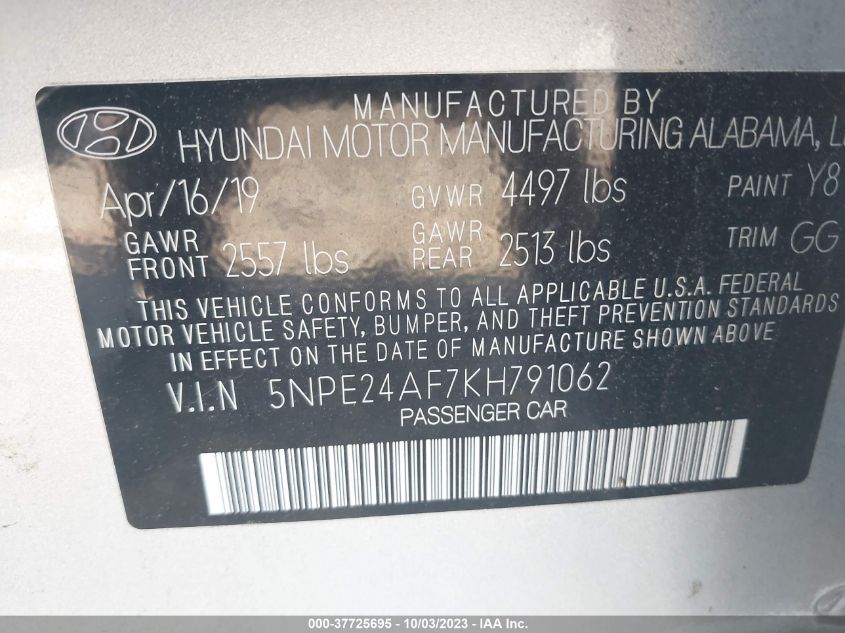 MANUFACTURED BY
HYUNDAI MOTOR MANUFACTURING ALABAMA,
Apr/16/19 GVWR 4497 lbs PAINT Y8
GAWR FRONT 2557 lbs GAWR REAR 2513 lbs TRIM GG
THIS VEHICLE CONFORMS TO ALL APPLICABLE U.S.A. FEDERAL
MOTOR VEHICLE SAFETY, BUMPER, AND THEFT PREVENTION STANDARDS
IN EFFECT ON THE DATE OF MANUFACTURE SHOWN ABOVE
V.I.N 5NPE24AF7KH791062
PASSENGER CAR
000-37725695 - 10/03/2023 - IAA Inc.